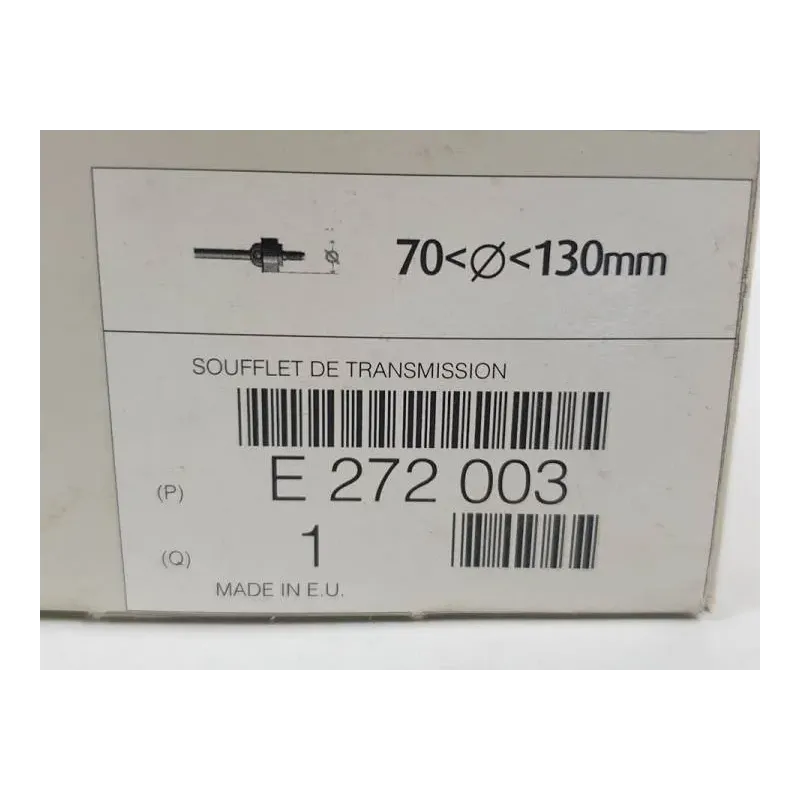 70<Ø<130mm
Ø
SOUFFLET DE TRANSMISSION
(P) E 272 003
(Q) 1
MADE IN E.U.